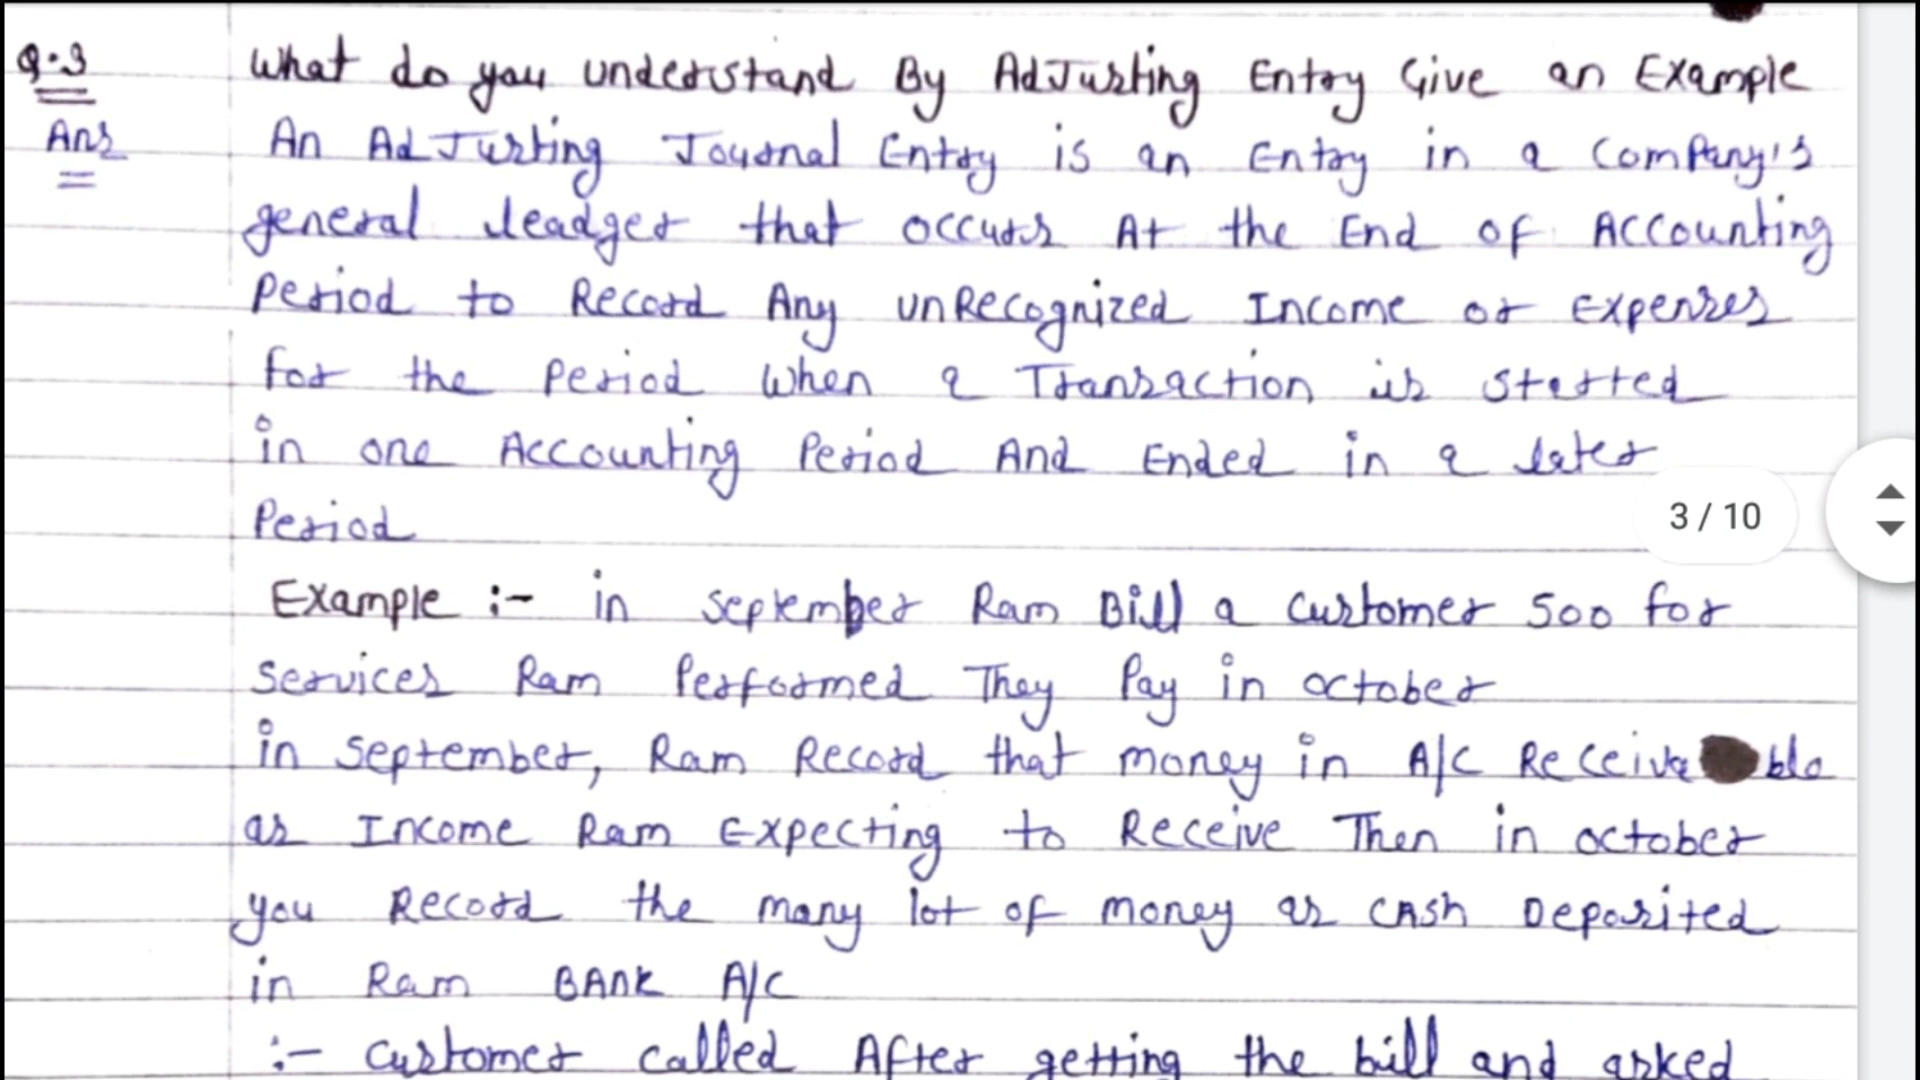 Q.3 What do you understand By AdJusting Entry Give an Example
Ans An AdJusting Journal Entry is an Entry in a company's
general leadger that occurs At the End of Accounting
Period to Record Any unRecognized Income or Expenses
for the Period when a Transaction is started
in one Accounting Period And Ended in a later
Period
3 / 10
Example :- in september Ram Bill a customer 500 for
services Ram Performed They Pay in october
in september, Ram Record that money in A/C Receiveable
as Income Ram Expecting to Receive Then in october
you Record the many lot of money as CASH Deposited
in Ram BANK A/C
:- customer called After getting the bill and asked